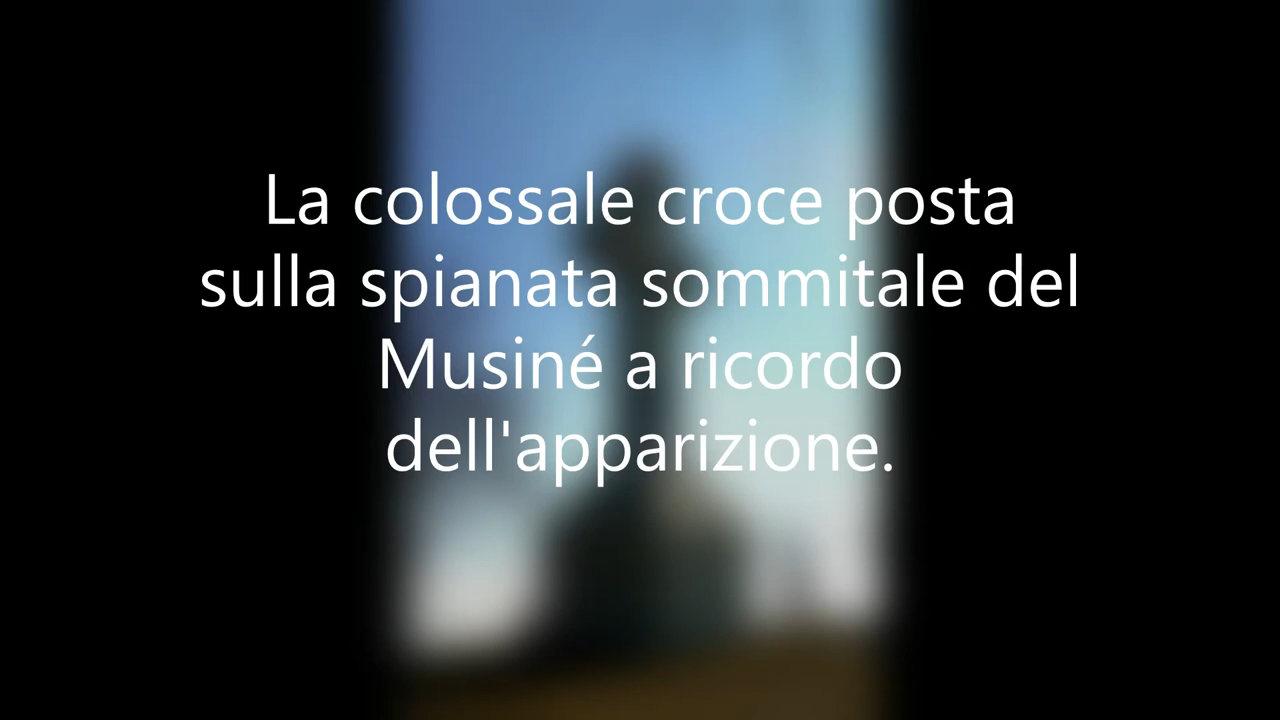 La colossale croce posta
sulla spianata sommitale del
Musiné a ricordo
dell'apparizione.